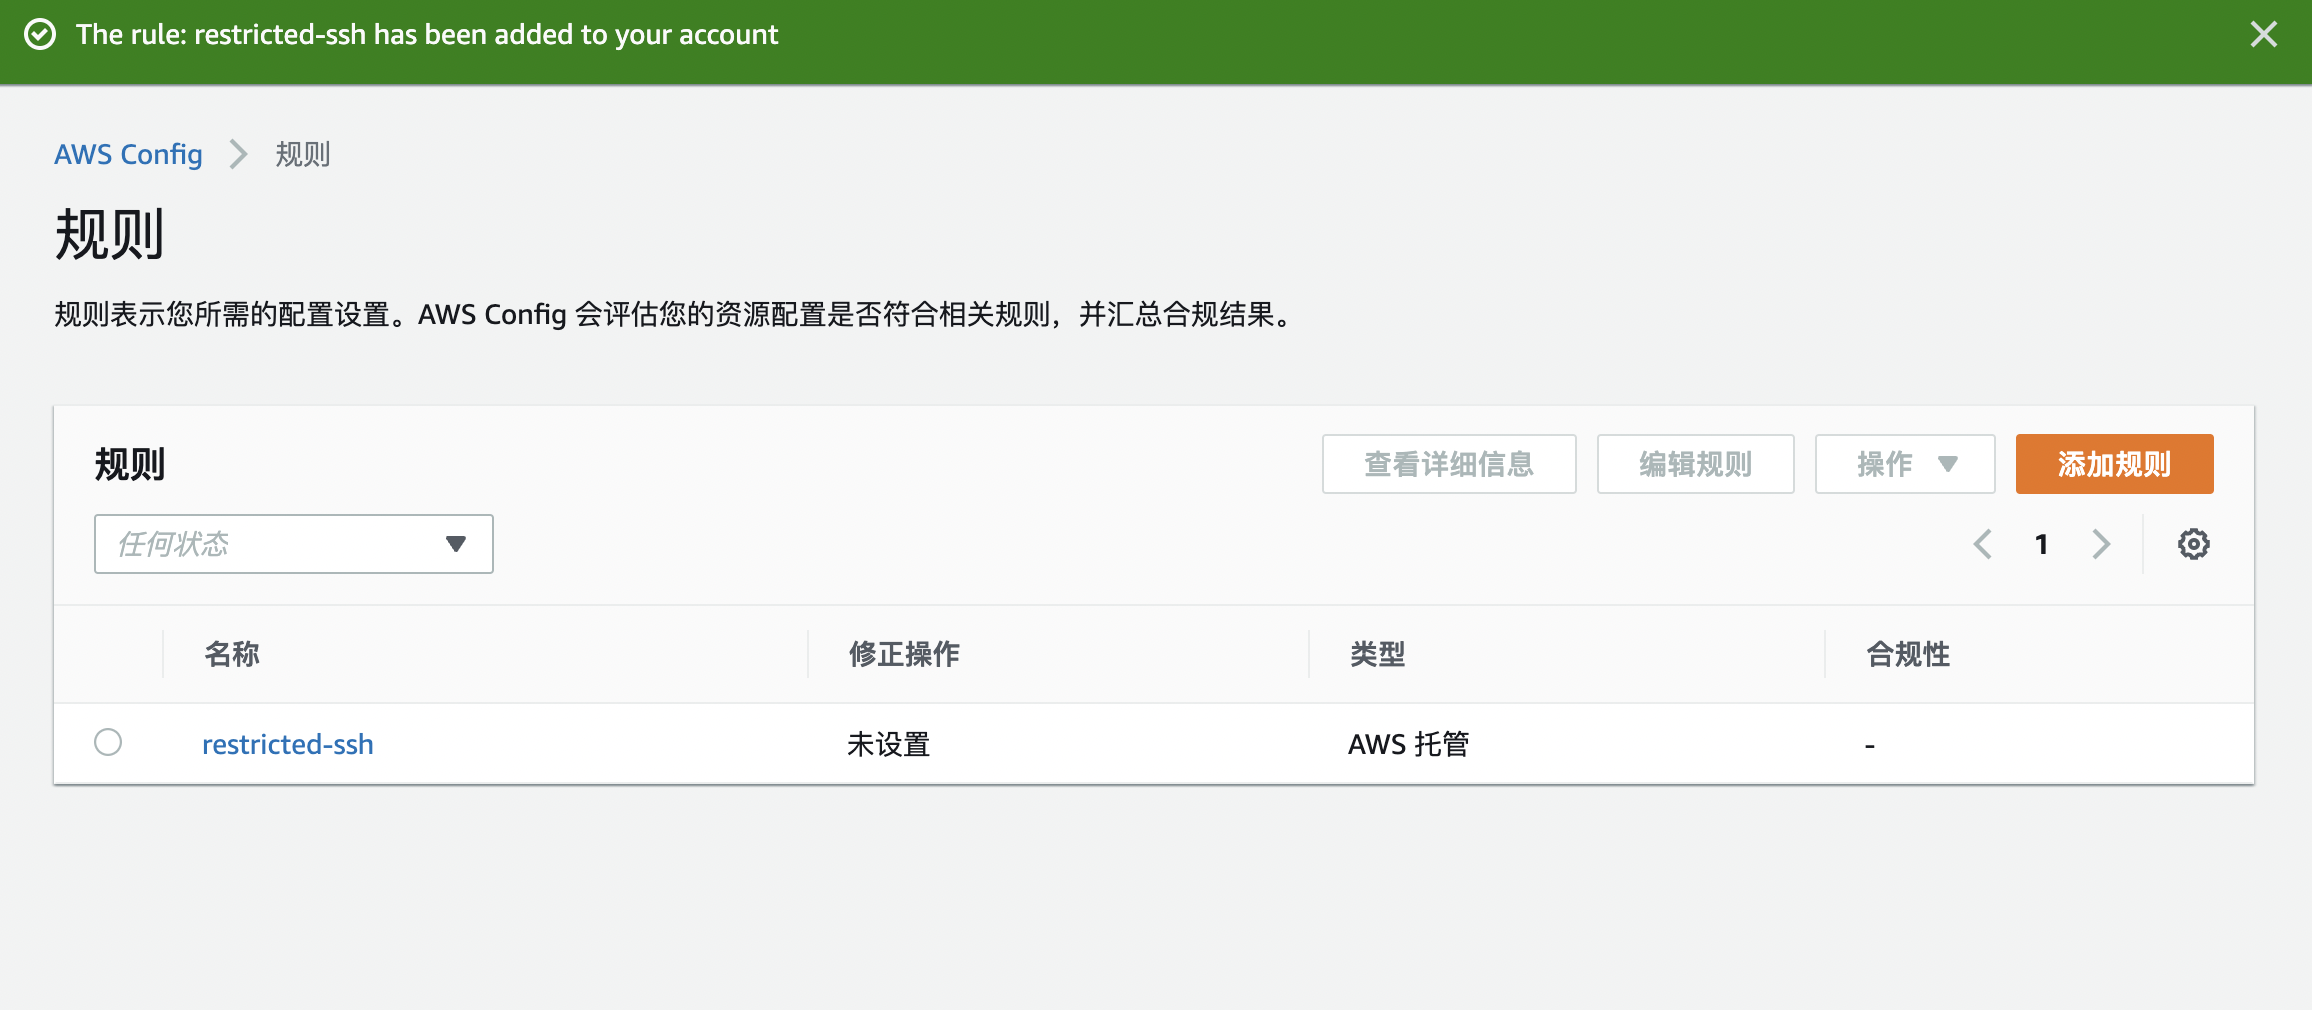 The rule: restricted-ssh has been added to your account
AWS Config 规则
规则
规则表示您所需的配置设置。AWS Config 会评估您的资源配置是否符合相关规则，并汇总合规结果。
规则 查看详细信息 编辑规则 操作 添加规则
任何状态 1
名称 修正操作 类型 合规性
restricted-ssh 未设置 AWS 托管 -